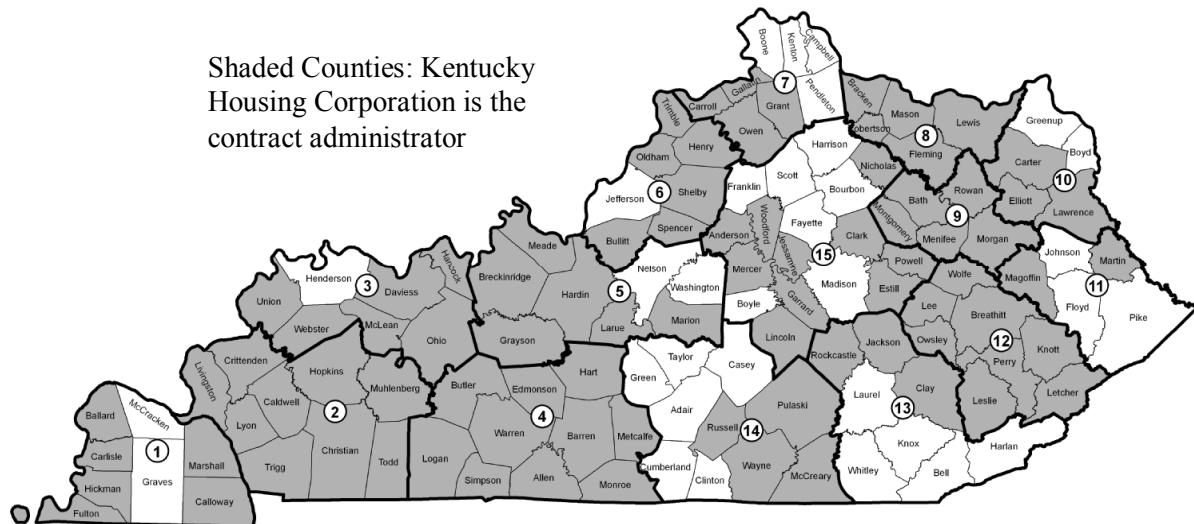 Shaded Counties: Kentucky
Housing Corporation is the
contract administrator
Boone
Kenton
Campbell
7
Gallatin
Carroll
Grant
Pendleton
Trimble
Owen
Bracken
Mason
Lewis
Robertson
8
Fleming
Greenup
Boyd
Carter
10
Elliott
Lawrence
Oldham
Henry
Jefferson
6
Shelby
Spencer
Bullitt
Harrison
Nicholas
Scott
Franklin
Bourbon
Fayette
Woodford
Anderson
Jessamine
Clark
15
Mercer
Madison
Powell
Estill
Boyle
Garrard
Lincoln
Montgomery
Bath
Rowan
9
Menifee
Morgan
Johnson
Martin
Magoffin
11
Floyd
Pike
Meade
Breckinridge
Hardin
5
Nelson
Washington
Larue
Marion
Grayson
Henderson
3
Daviess
Hancock
Union
Webster
McLean
Ohio
Wolfe
Lee
Breathitt
Owsley
12
Knott
Perry
Leslie
Letcher
Livingston
Crittenden
Hopkins
Muhlenberg
Caldwell
2
Lyon
Christian
Trigg
Todd
Butler
Edmonson
Hart
4
Warren
Barren
Metcalfe
Logan
Simpson
Allen
Monroe
Taylor
Casey
Green
Adair
Pulaski
Russell
14
Cumberland
Clinton
Wayne
McCreary
Rockcastle
Jackson
Laurel
Clay
13
Knox
Whitley
Bell
Harlan
Ballard
McCracken
1
Carlisle
Graves
Marshall
Hickman
Fulton
Calloway